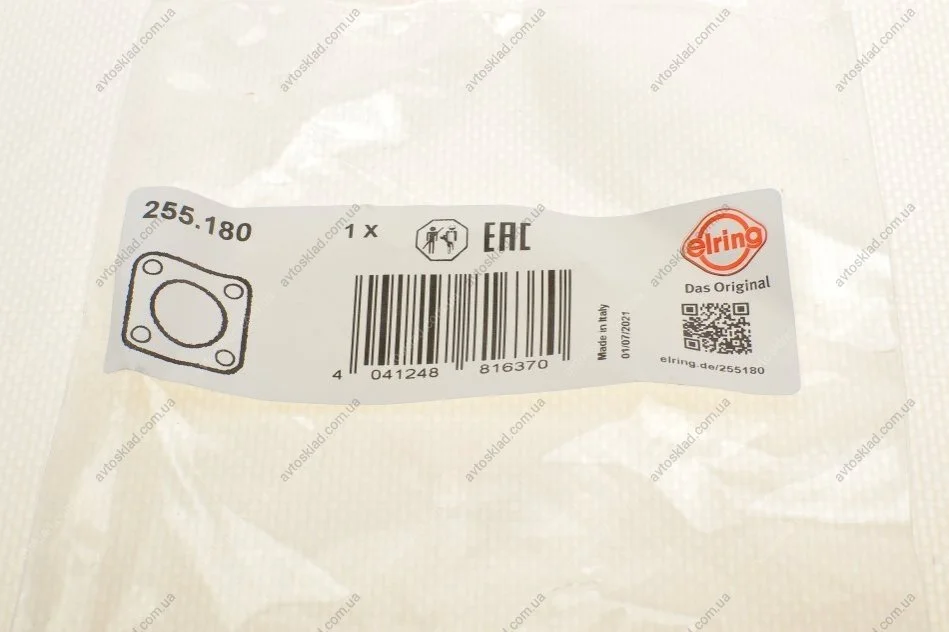 255.180
1 X
EAC
elring
Das Original
elring.de/255180
Made in Italy
01/07/2021
4 041248 816370
avtosklad.com.ua